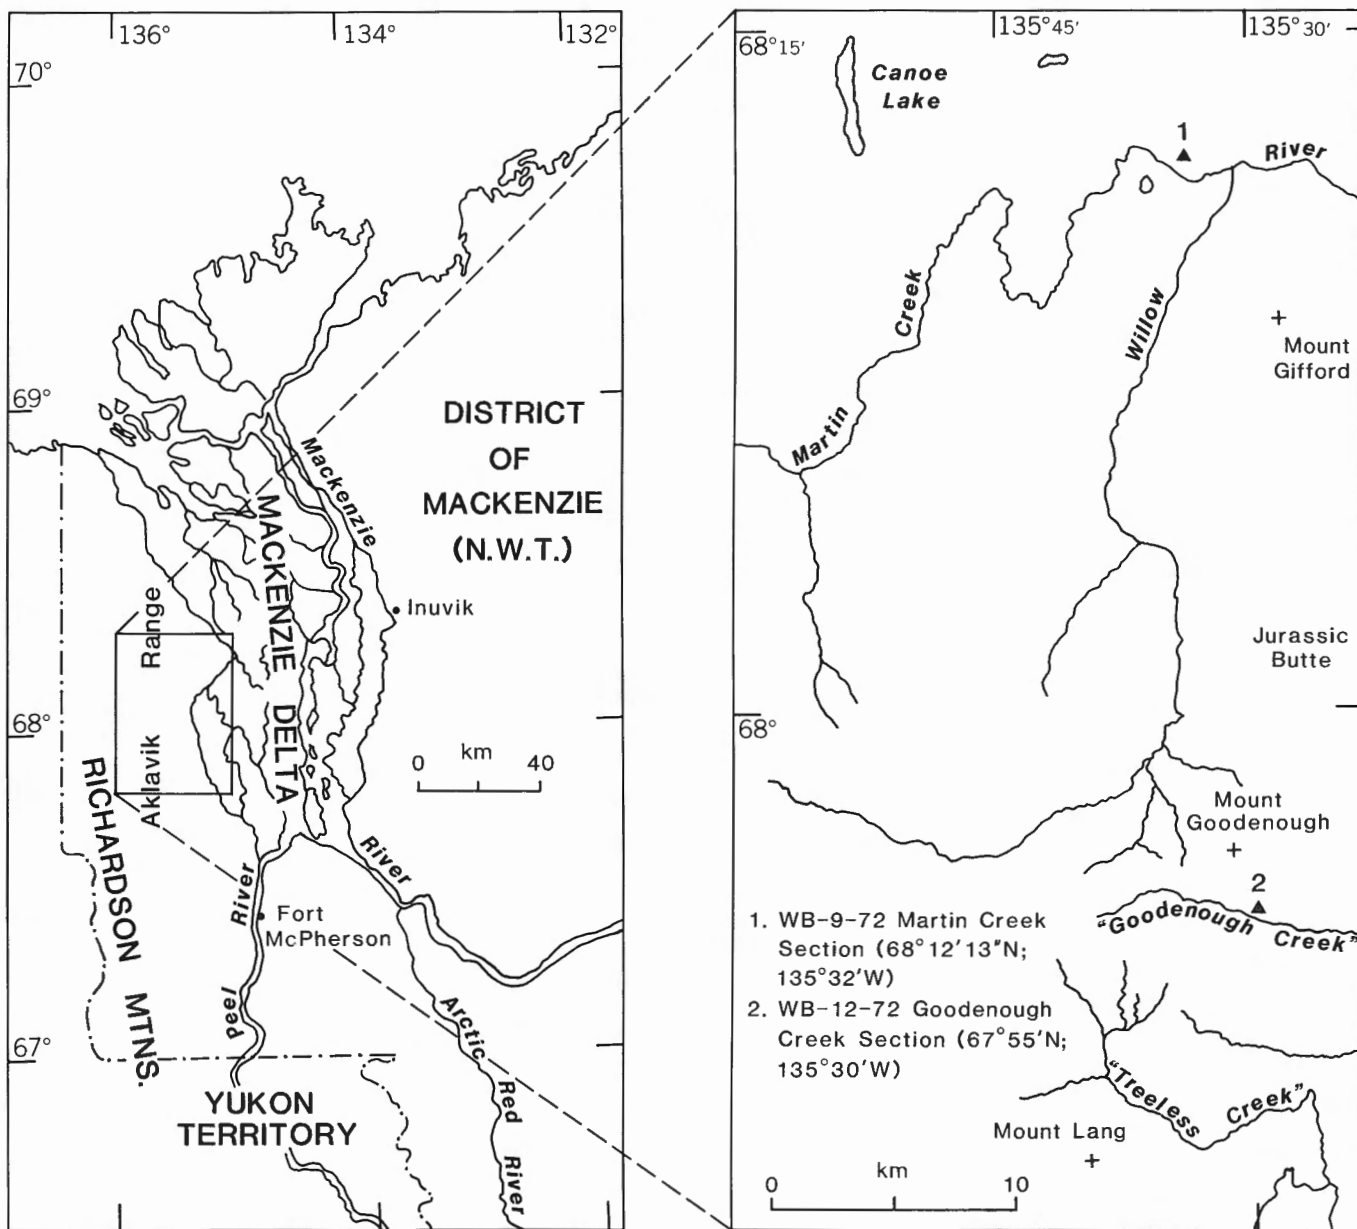 136°
134°
132°
70°
69°
68°
67°
DISTRICT
OF
MACKENZIE
(N.W.T.)
Mackenzie
River
MACKENZIE DELTA
Inuvik
km
0 40
Aklavik Range
RICHARDSON MTNS.
River
Peel
Fort
McPherson
Arctic Red River
YUKON
TERRITORY
135°45'
135°30'
68°15'
Canoe
Lake
1
River
Creek
Martin
Willow
Mount
Gifford
Jurassic
Butte
68°
Mount
Goodenough
2
"Goodenough Creek"
1. WB-9-72 Martin Creek
Section (68°12'13"N;
135°32'W)
2. WB-12-72 Goodenough
Creek Section (67°55'N;
135°30'W)
"Treeless Creek"
Mount Lang
km
0 10